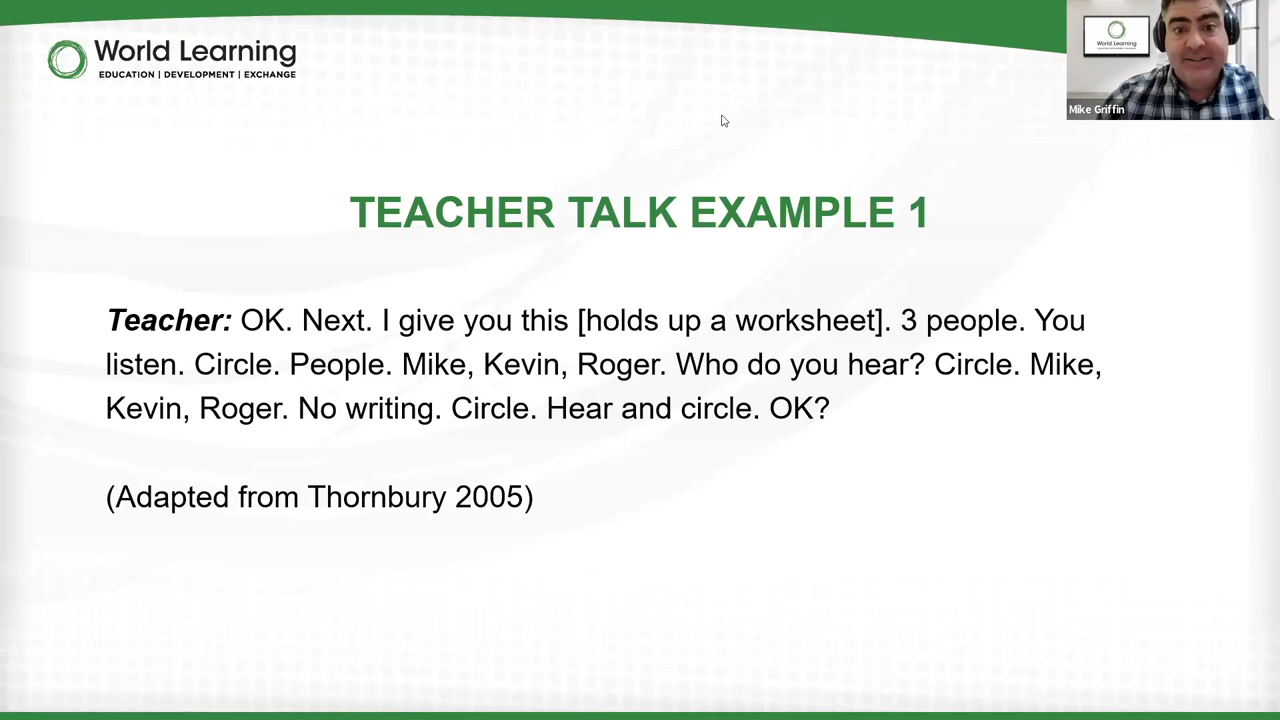 World Learning
EDUCATION | DEVELOPMENT | EXCHANGE
World Learning
Mike Griffin
TEACHER TALK EXAMPLE 1
Teacher: OK. Next. I give you this [holds up a worksheet]. 3 people. You
listen. Circle. People. Mike, Kevin, Roger. Who do you hear? Circle. Mike,
Kevin, Roger. No writing. Circle. Hear and circle. OK?
(Adapted from Thornbury 2005)